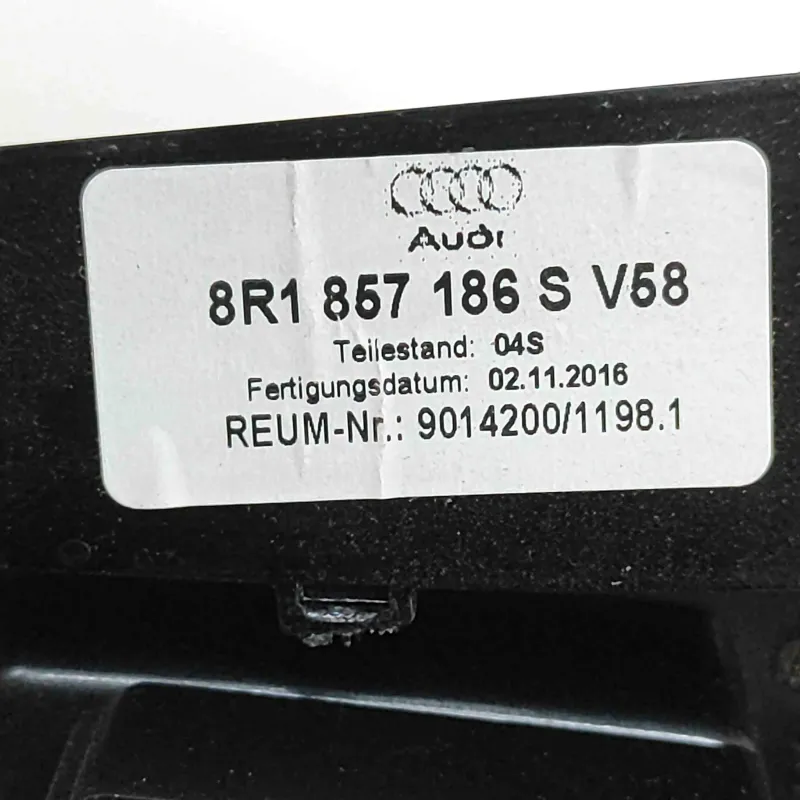 Audi
8R1 857 186 S V58
Teilestand: 04S
Fertigungsdatum: 02.11.2016
REUM-Nr.: 9014200/1198.1